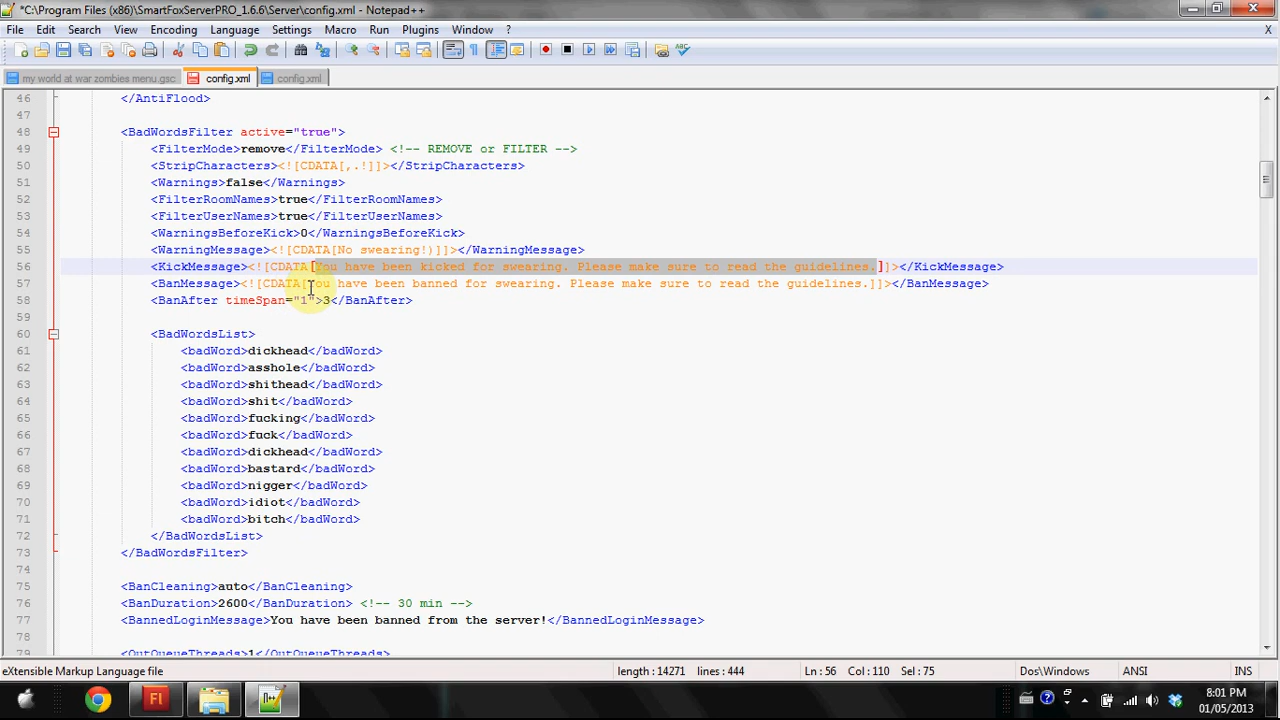 *C:\Program Files (x86)\SmartFoxServerPRO_1.6.6\Server\config.xml - Notepad++
File Edit Search View Encoding Language Settings Macro Run Plugins Window ? X
my world at war zombies menu.gsc config.xml config.xml
46 </AntiFlood>
47
48 <BadWordsFilter active="true">
49 <FilterMode>remove</FilterMode> <!-- REMOVE or FILTER -->
50 <StripCharacters><![CDATA[,.!]]></StripCharacters>
51 <Warnings>false</Warnings>
52 <FilterRoomNames>true</FilterRoomNames>
53 <FilterUserNames>true</FilterUserNames>
54 <WarningsBeforeKick>0</WarningsBeforeKick>
55 <WarningMessage><![CDATA[No swearing!)]]></WarningMessage>
56 <KickMessage><![CDATA[You have been kicked for swearing. Please make sure to read the guidelines.]]></KickMessage>
57 <BanMessage><![CDATA[You have been banned for swearing. Please make sure to read the guidelines.]]></BanMessage>
58 <BanAfter timeSpan="1">3</BanAfter>
59
60 <BadWordsList>
61 <badWord>dickhead</badWord>
62 <badWord>asshole</badWord>
63 <badWord>shithead</badWord>
64 <badWord>shit</badWord>
65 <badWord>fucking</badWord>
66 <badWord>fuck</badWord>
67 <badWord>dickhead</badWord>
68 <badWord>bastard</badWord>
69 <badWord>nigger</badWord>
70 <badWord>idiot</badWord>
71 <badWord>bitch</badWord>
72 </BadWordsList>
73 </BadWordsFilter>
74
75 <BanCleaning>auto</BanCleaning>
76 <BanDuration>2600</BanDuration> <!-- 30 min -->
77 <BannedLoginMessage>You have been banned from the server!</BannedLoginMessage>
78
79 <OutQueueThreads>1</OutQueueThreads>
eXtensible Markup Language file length : 14271 lines : 444 Ln : 56 Col : 110 Sel : 75 Dos\Windows ANSI INS
8:01 PM
01/05/2013